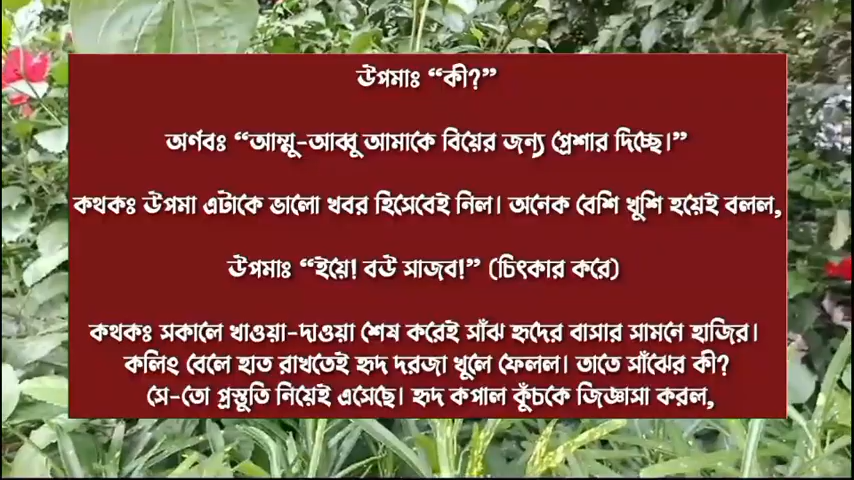 উপমাঃ “কী?”
অর্ণবঃ “আম্মু-আব্বু আমাকে বিয়ের জন্য প্রেশার দিচ্ছে।”
কথকঃ উপমা এটাকে ভালো খবর হিসেবেই নিল। অনেক বেশি খুশি হয়েই বলল,
উপমাঃ “ইয়ে! বউ সাজব!” (চিৎকার করে)
কথকঃ সকালে খাওয়া-দাওয়া শেষ করেই সাঁঝ হৃদের বাসার সামনে হাজির।
কলিং বেলে হাত রাখতেই হৃদ দরজা খুলে ফেলল। তাতে সাঁঝের কী?
সে-তো প্রস্তুতি নিয়েই এসেছে। হৃদ কপাল কুঁচকে জিজ্ঞাসা করল,